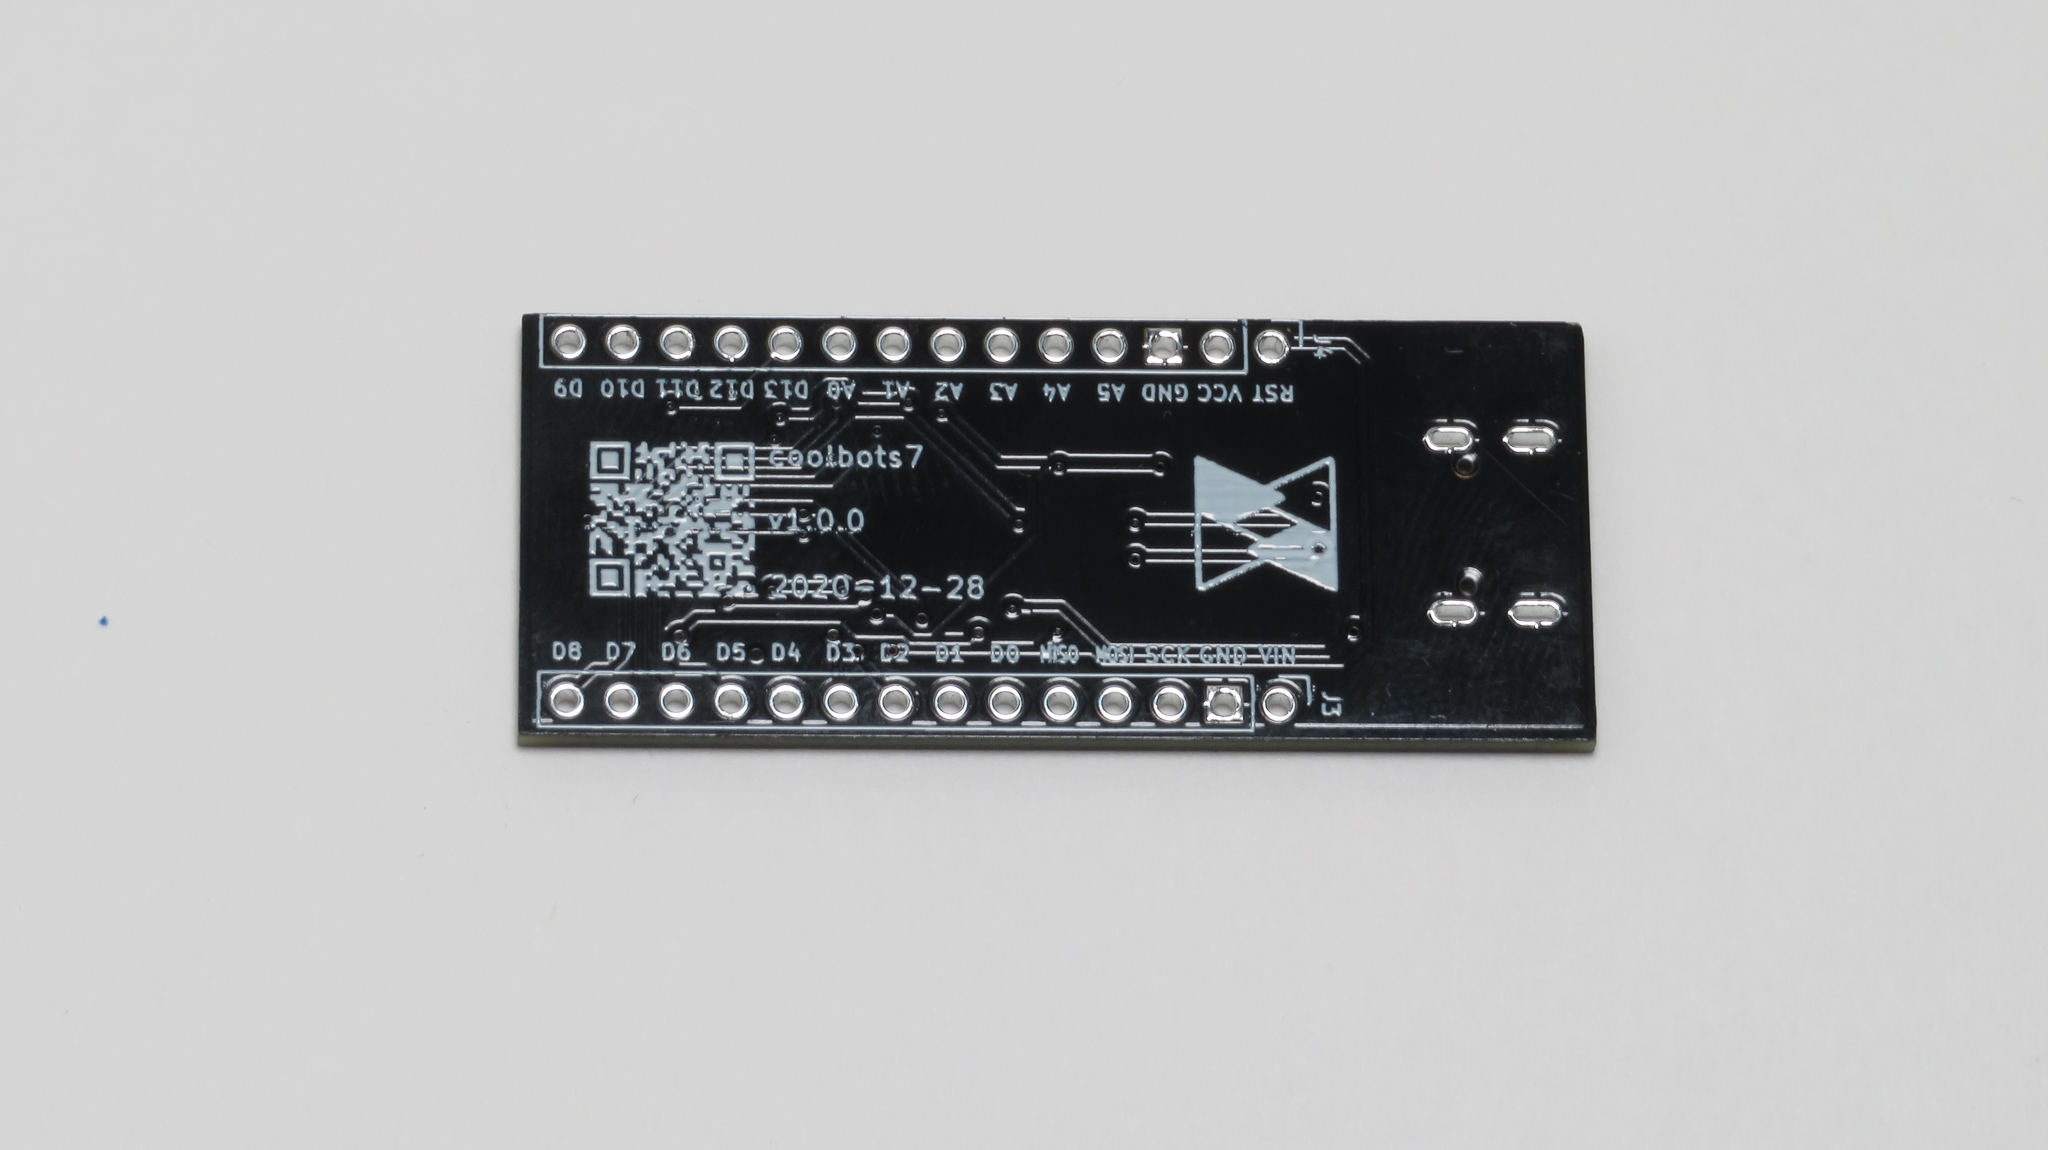 D9 D10 D11 D12 D13 A0 A1 A2 A3 A4 A5 GND VCC GND RST
coolbots7
v1.0.0
2020-12-28
D8 D7 D6 D5 D4 D3 D2 D1 D0 MISO MOSI SCK GND VIN
J3